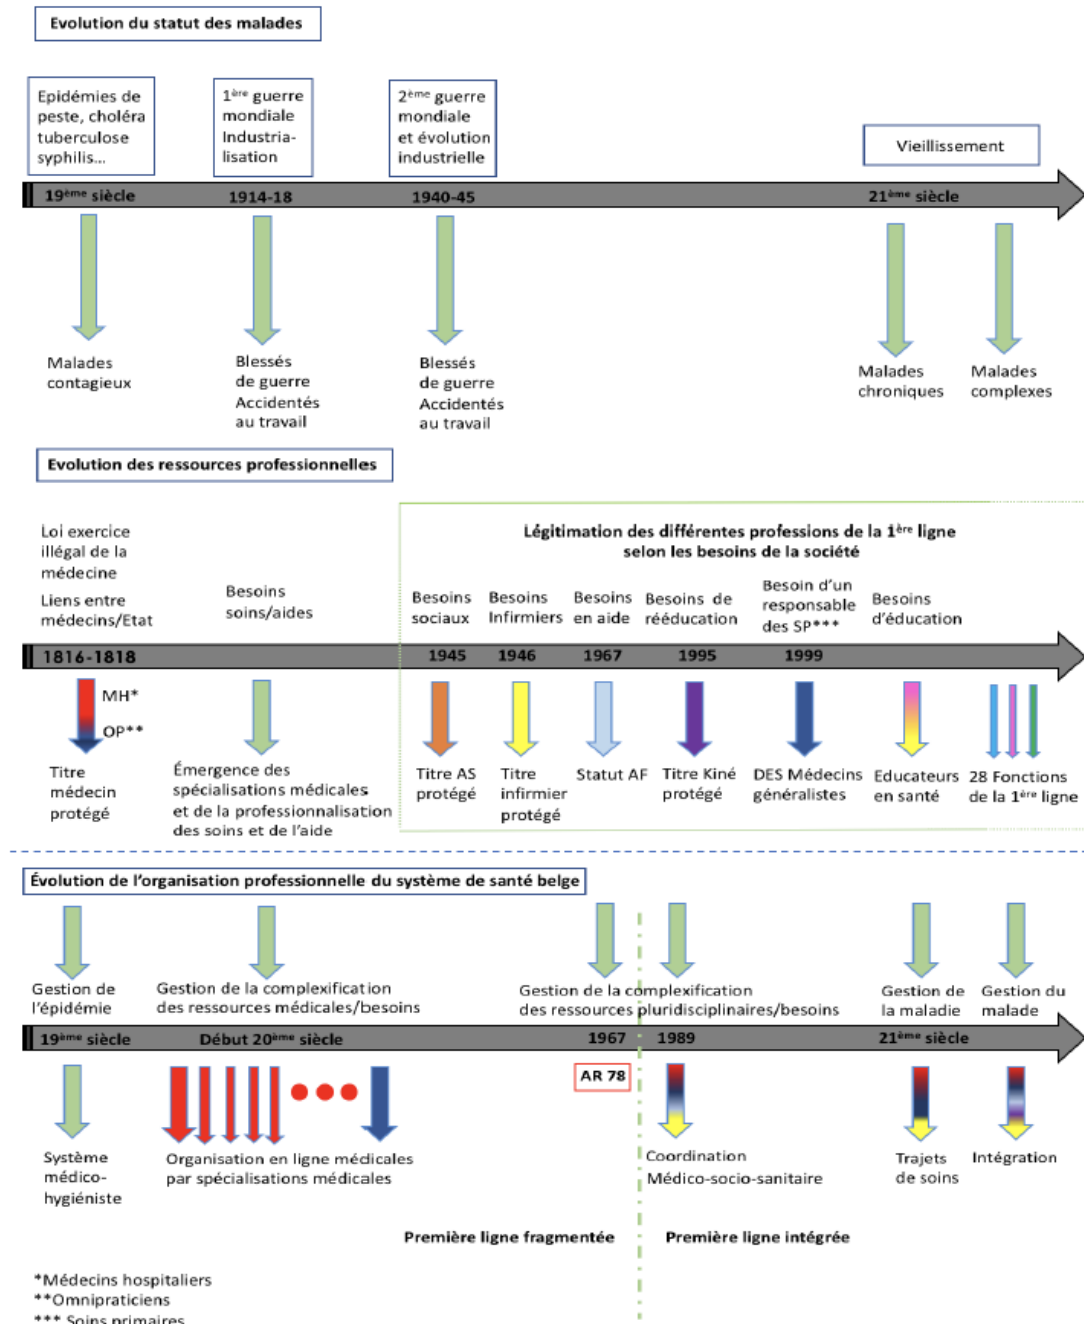 Evolution du statut des malades
Epidémies de
peste, choléra
tuberculose
syphilis...
1ère guerre
mondiale
Industria-
lisation
2ème guerre
mondiale
et évolution
industrielle
Vieillissement
19ème siècle
1914-18
1940-45
21ème siècle
Malades
contagieux
Blessés
de guerre
Accidentés
au travail
Blessés
de guerre
Accidentés
au travail
Malades
chroniques
Malades
complexes
Evolution des ressources professionnelles
Loi exercice
illégal de la
médecine
Liens entre
médecins/Etat
Besoins
soins/aides
Légitimation des différentes professions de la 1ère ligne
selon les besoins de la société
Besoins
sociaux
Besoins
Infirmiers
Besoins
en aide
Besoins de
rééducation
Besoin d'un
responsable
des SP***
Besoins
d'éducation
1816-1818
1945
1946
1967
1995
1999
MH*
OP**
Titre
médecin
protégé
Émergence des
spécialisations médicales
et de la professionnalisation
des soins et de l'aide
Titre AS
protégé
Titre
infirmier
protégé
Statut AF
Titre Kiné
protégé
DES Médecins
généralistes
Educateurs
en santé
28 Fonctions
de la 1ère ligne
Évolution de l'organisation professionnelle du système de santé belge
Gestion de
l'épidémie
Gestion de la complexification
des ressources médicales/besoins
Gestion de la complexification
des ressources pluridisciplinaires/besoins
Gestion de
la maladie
Gestion du
malade
19ème siècle
Début 20ème siècle
1967
1989
21ème siècle
AR 78
Système
médico-
hygiéniste
Organisation en ligne médicales
par spécialisations médicales
Coordination
Médico-socio-sanitaire
Trajets
de soins
Intégration
Première ligne fragmentée
Première ligne intégrée
*Médecins hospitaliers
**Omnipraticiens
*** Soins primaires